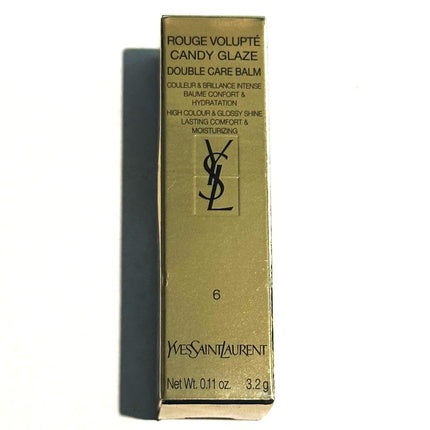 ROUGE VOLUPTÉ
CANDY GLAZE
DOUBLE CARE BALM
COULEUR & BRILLANCE INTENSE
BAUME CONFORT &
HYDRATATION
HIGH COLOUR & GLOSSY SHINE
LASTING COMFORT &
MOISTURIZING
YSL
6
YVESSAINTLAURENT
Net Wt. 0.11 oz. 3.2 g